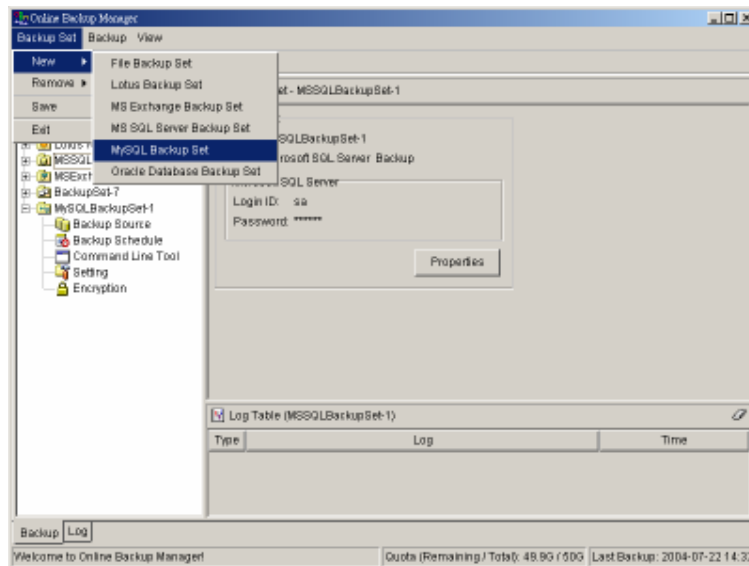 Online Backup Manager
Backup Set Backup View
New
Remove
Save
Exit
File Backup Set
Lotus Backup Set
MS Exchange Backup Set
MS SQL Server Backup Set
MySQL Backup Set
Oracle Database Backup Set
BackupSet-7
MySQLBackupSet-1
Backup Source
Backup Schedule
Command Line Tool
Setting
Encryption
- MSSQLBackupSet-1
SQLBackupSet-1
rosoft SQL Server Backup
SQL Server
Login ID: sa
Password: ******
Properties
Log Table (MSSQLBackupSet-1)
Type Log Time
Backup Log
Welcome to Online Backup Manager!
Quota (Remaining / Total): 49.9G / 50G
Last Backup: 2004-07-22 14:3